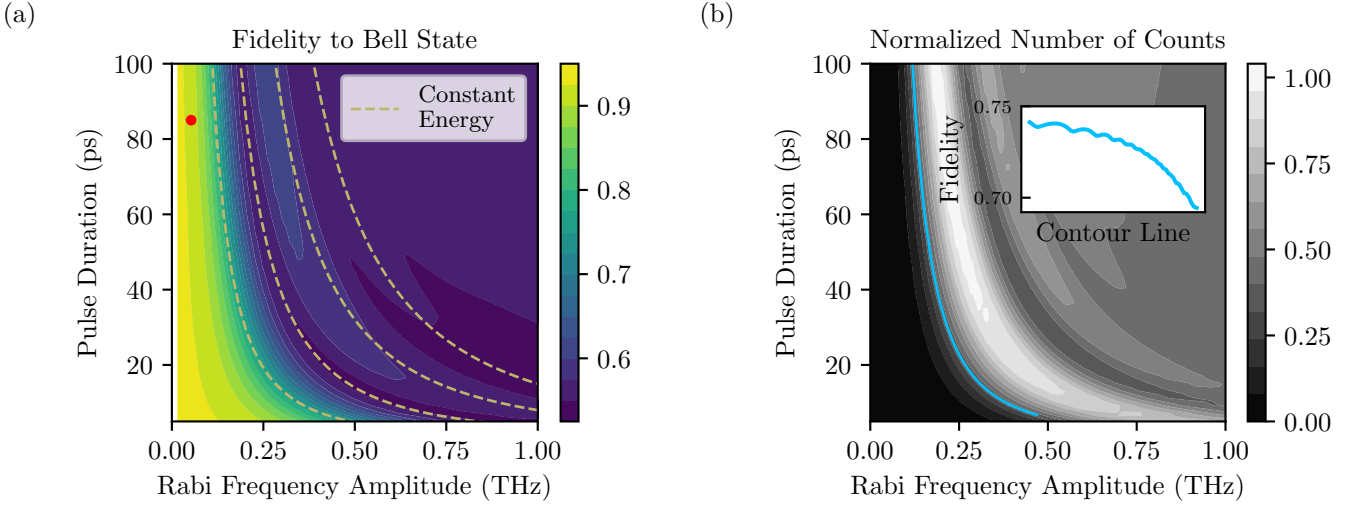 (a)
Fidelity to Bell State
100
80
60
40
20
Pulse Duration (ps)
0.00
0.25
0.50
0.75
1.00
Rabi Frequency Amplitude (THz)
Constant
Energy
0.9
0.8
0.7
0.6
(b)
Normalized Number of Counts
100
80
60
40
20
Pulse Duration (ps)
0.00
0.25
0.50
0.75
1.00
Rabi Frequency Amplitude (THz)
0.75
0.70
Fidelity
Contour Line
1.00
0.75
0.50
0.25
0.00